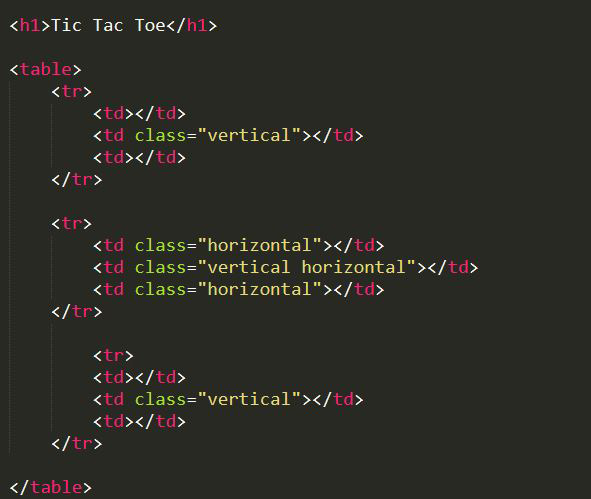 <h1>Tic Tac Toe</h1>
<table>
<tr>
<td></td>
<td class="vertical"></td>
<td></td>
</tr>
<tr>
<td class="horizontal"></td>
<td class="vertical horizontal"></td>
<td class="horizontal"></td>
</tr>
<tr>
<td></td>
<td class="vertical"></td>
<td></td>
</tr>
</table>